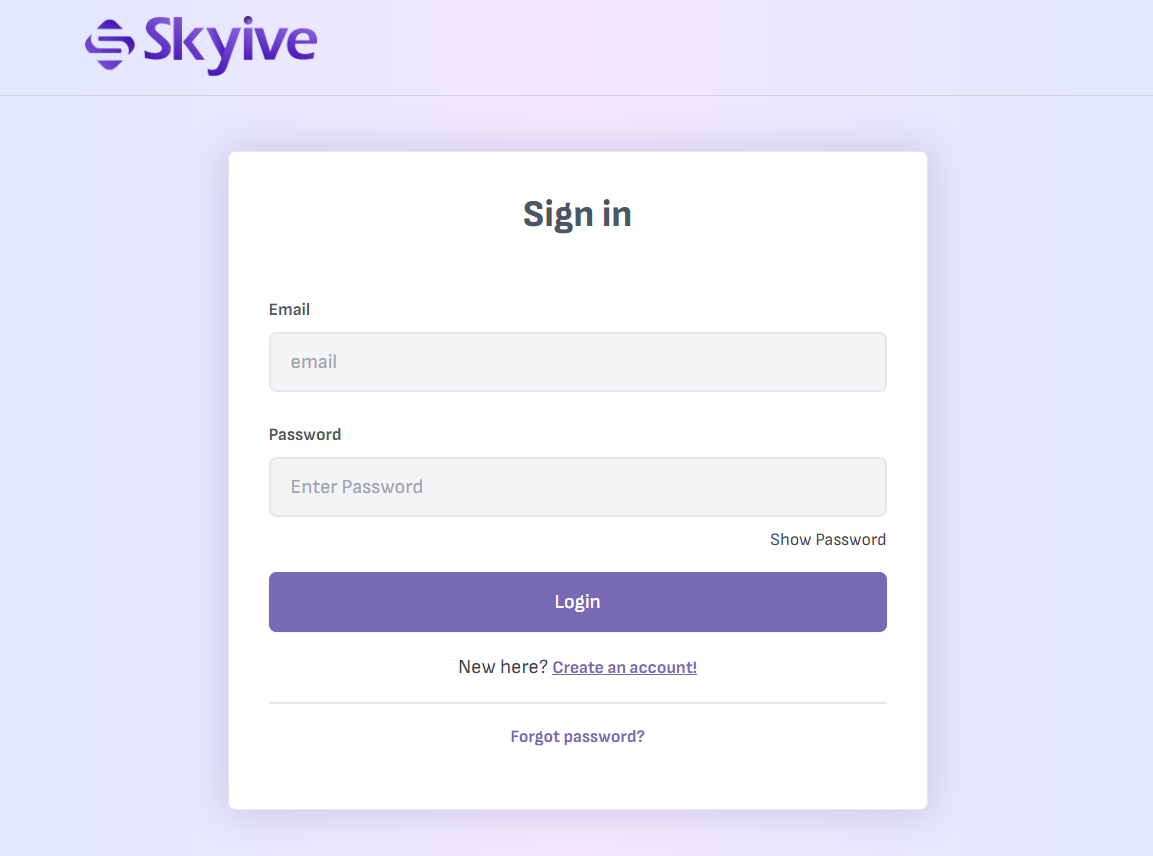 Skyive
Sign in
Email
email
Password
Enter Password
Show Password
Login
New here? Create an account!
Forgot password?